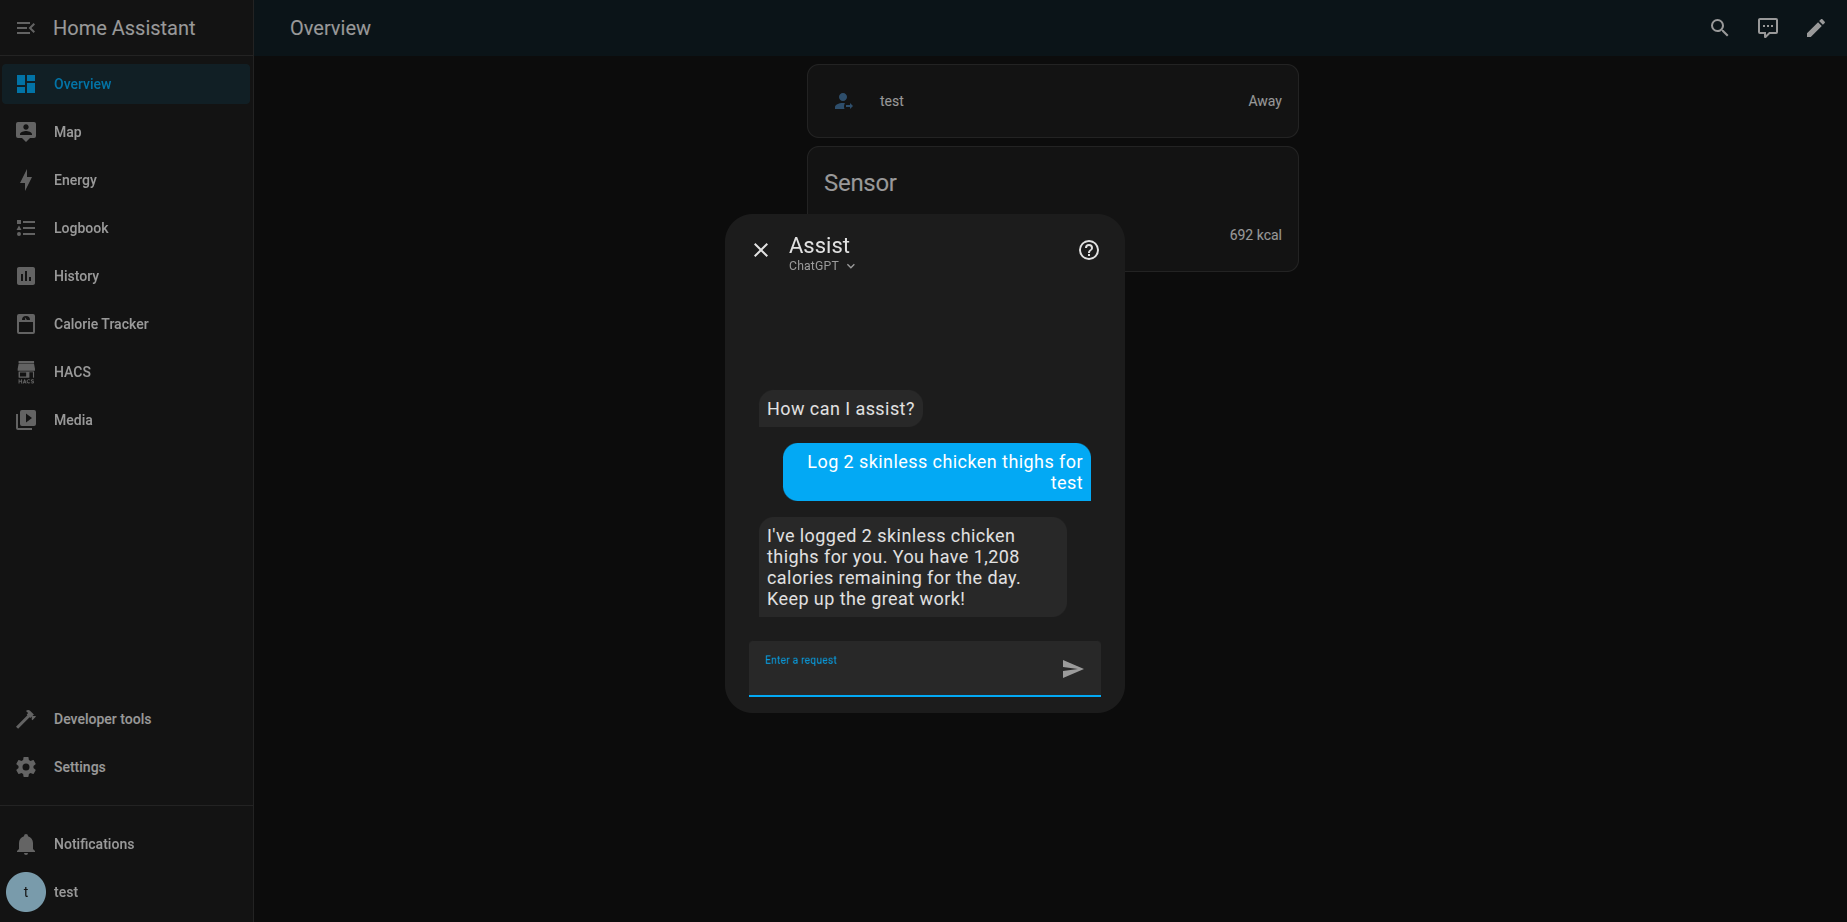 Home Assistant
Overview
Map
Energy
Logbook
History
Calorie Tracker
HACS
HACS
Media
Developer tools
Settings
Notifications
t
test
Overview
test
Away
Sensor
692 kcal
Assist
ChatGPT
How can I assist?
Log 2 skinless chicken thighs for
test
I've logged 2 skinless chicken
thighs for you. You have 1,208
calories remaining for the day.
Keep up the great work!
Enter a request